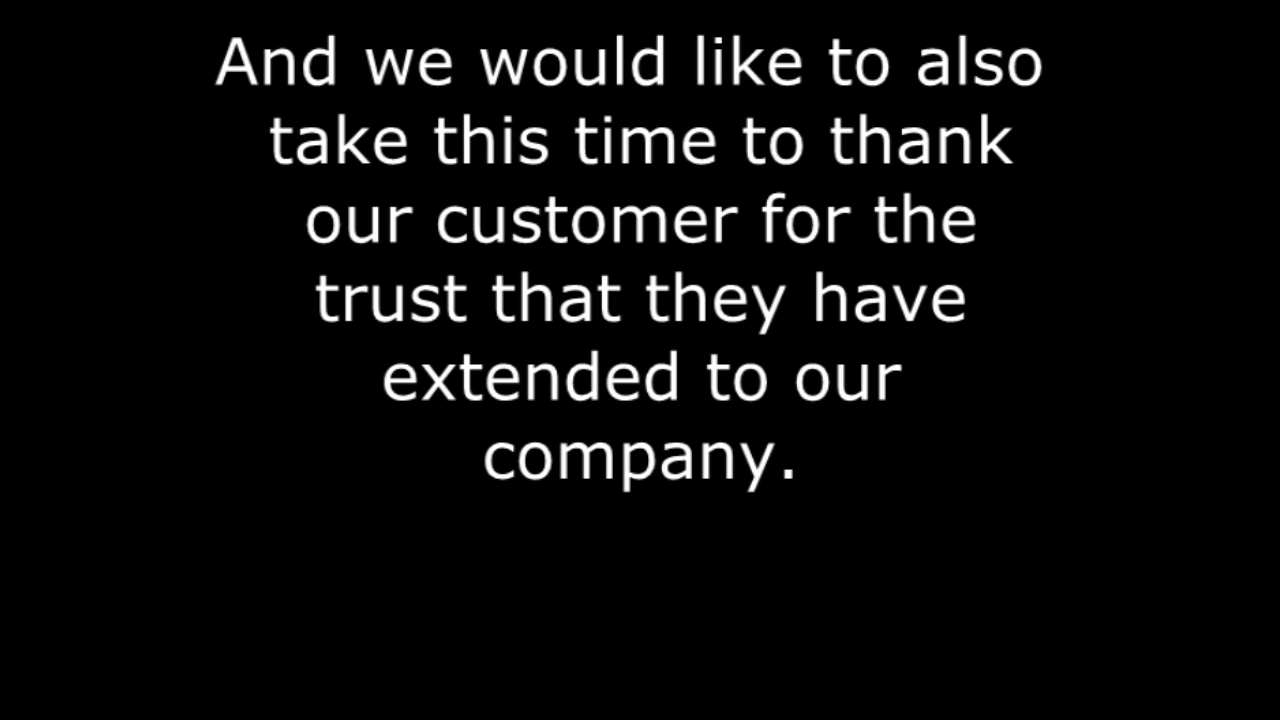 And we would like to also
take this time to thank
our customer for the
trust that they have
extended to our
company.